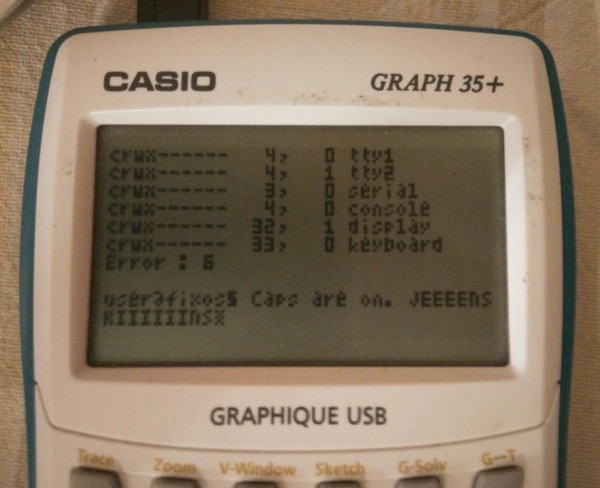 CASIO
GRAPH 35+
crwx------ 4, 0 tty1
crwx------ 4, 1 tty2
crwx------ 3, 0 serial
crwx------ 4, 0 console
crwx------ 32, 1 display
crwx------ 33, 0 keyboard
Error : 6
user@fixos$ Caps are on. JEEEENS
KIIIIIINS
GRAPHIQUE USB
Trace Zoom V-Window Sketch G-Solv G↔T